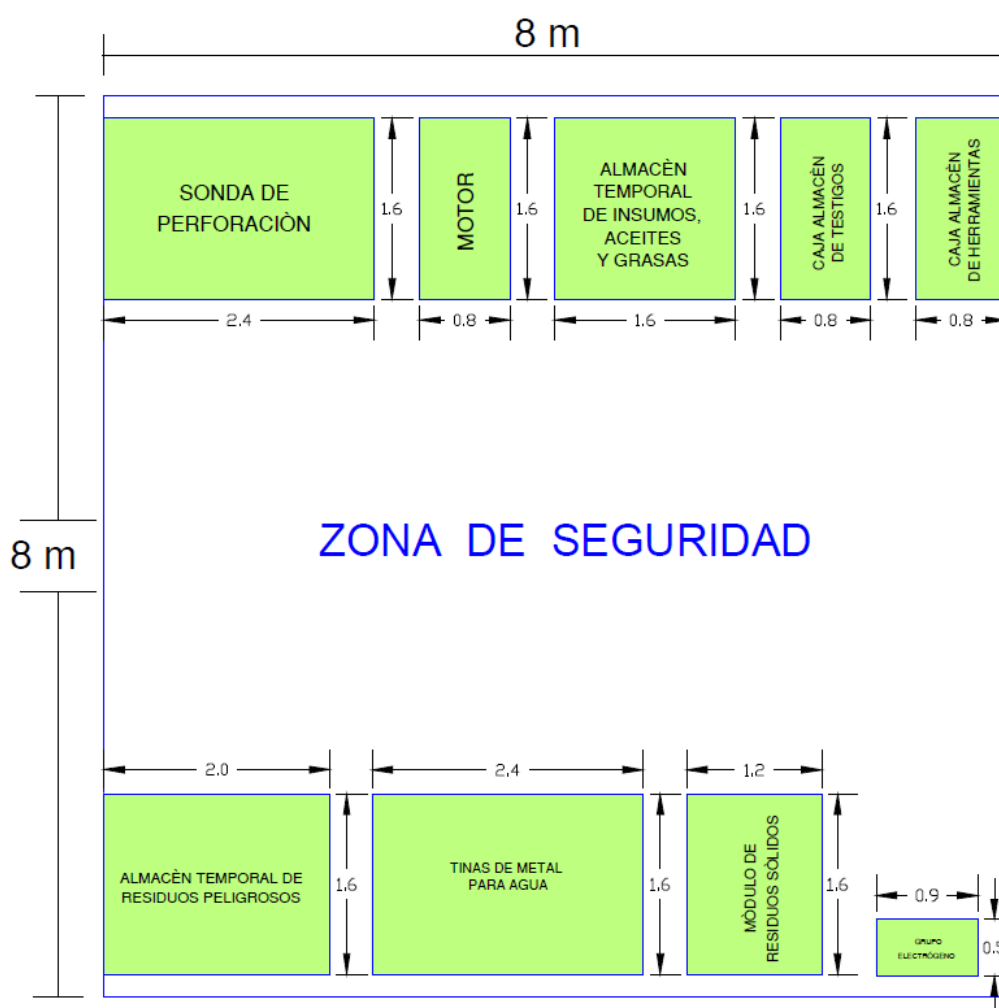 8 m
SONDA DE
PERFORACIÒN
1.6
MOTOR
1.6
ALMACÈN
TEMPORAL
DE INSUMOS,
ACEITES
Y GRASAS
1.6
CAJA ALMACÈN
DE TESTIGOS
1.6
CAJA ALMACÈN
DE HERRAMIENTAS
2.4
0.8
1.6
0.8
0.8
8 m
ZONA DE SEGURIDAD
2.0
2.4
1.2
ALMACÈN TEMPORAL DE
RESIDUOS PELIGROSOS
1.6
TINAS DE METAL
PARA AGUA
1.6
MÒDULO DE
RESIDUOS SÒLIDOS
1.6
0.9
GRUPO
ELECTRÓGENO